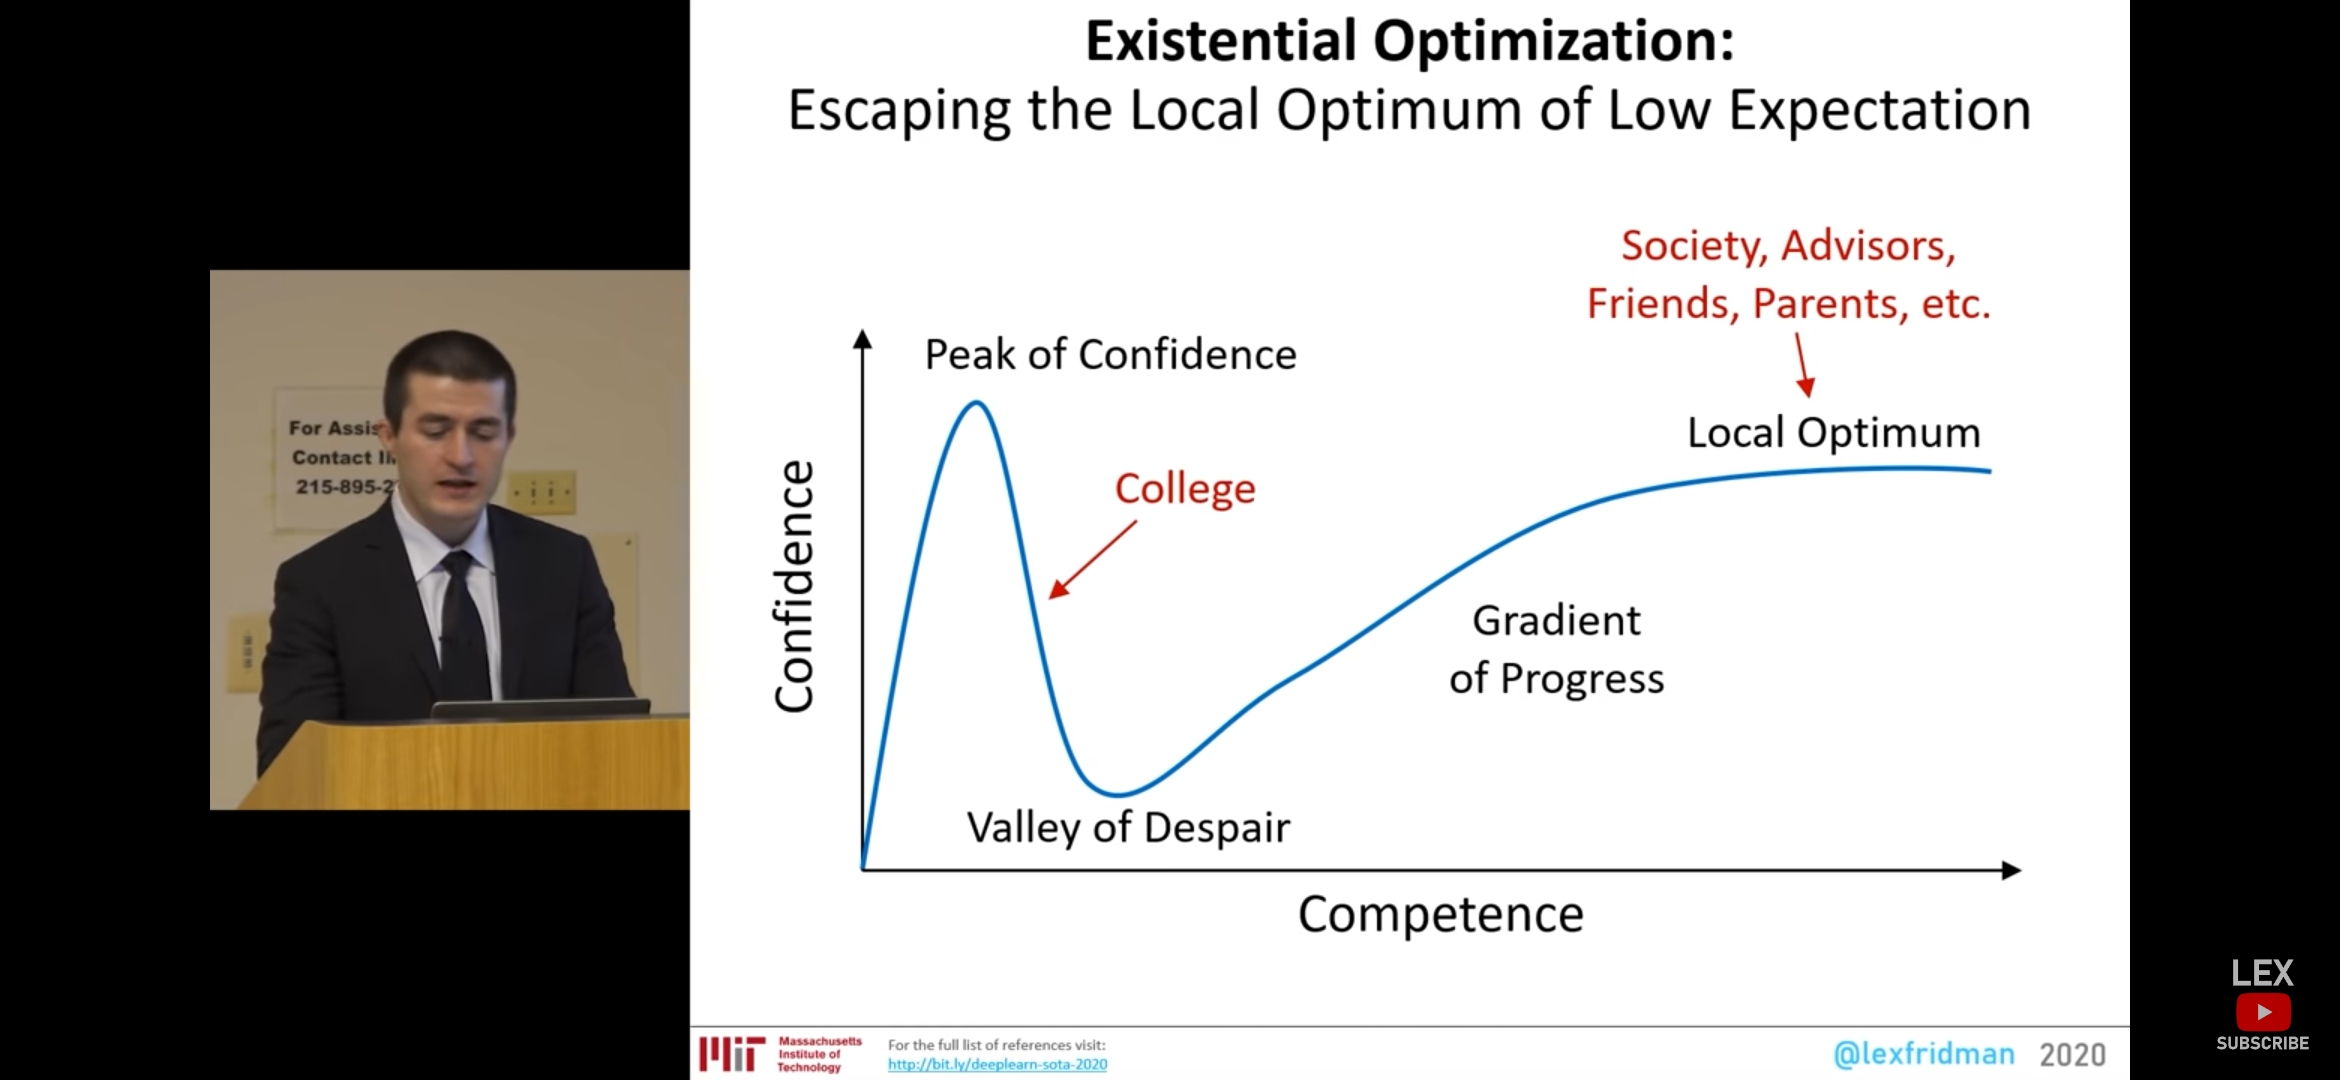 Existential Optimization:
Escaping the Local Optimum of Low Expectation
Society, Advisors,
Friends, Parents, etc.
Peak of Confidence
Local Optimum
College
Confidence
Gradient
of Progress
Valley of Despair
Competence
For Assis
Contact
215-895-2
MIT
Massachusetts
Institute of
Technology
For the full list of references visit:
http://bit.ly/deeplearn-sota-2020
@lexfridman 2020
LEX
SUBSCRIBE